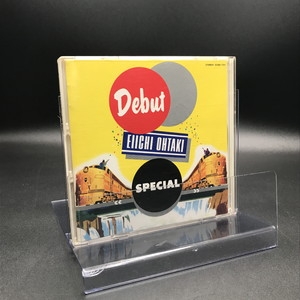 Debut
EIICHI OHTAKI
SPECIAL